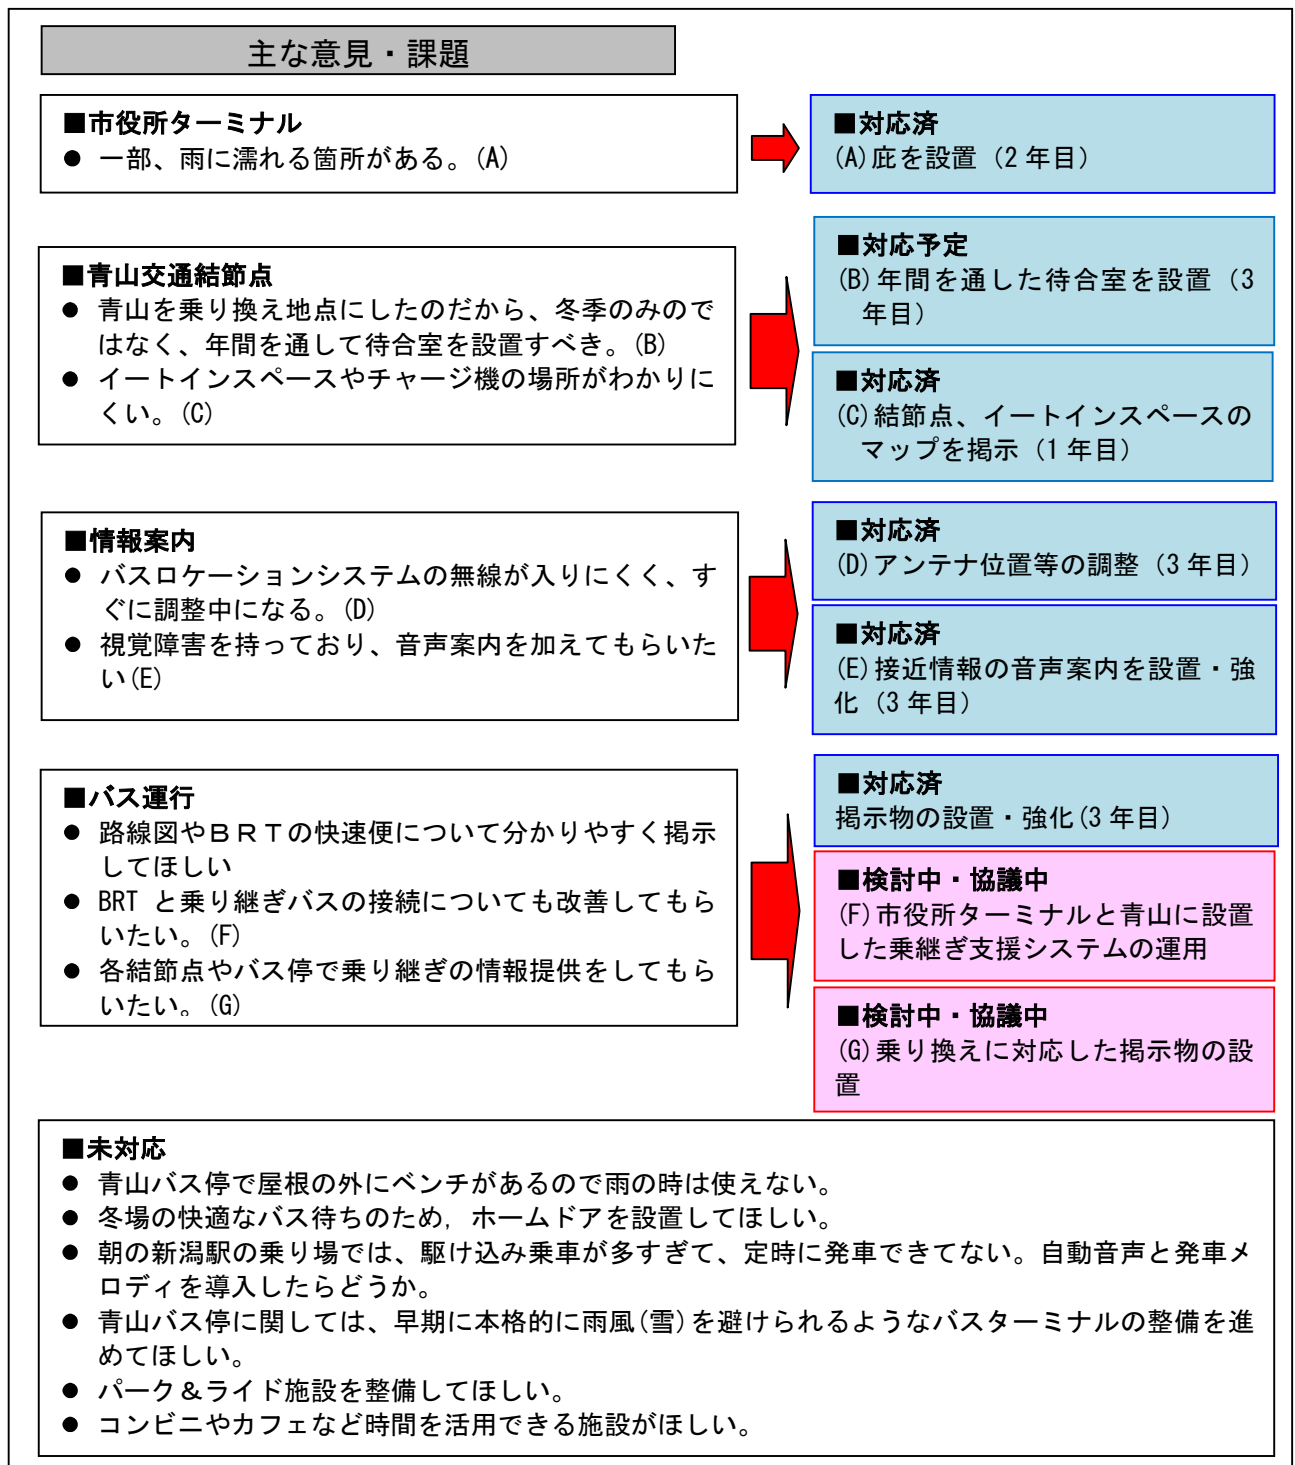 主な意見・課題
■市役所ターミナル
● 一部、雨に濡れる箇所がある。(A)
■対応済
(A)庇を設置（2年目）
■青山交通結節点
● 青山を乗り換え地点にしたのだから、冬季のみので
はなく、年間を通して待合室を設置すべき。(B)
● イートインスペースやチャージ機の場所がわかりに
くい。(C)
■対応予定
(B)年間を通した待合室を設置（3
年目）
■対応済
(C)結節点、イートインスペースの
マップを掲示（1年目）
■情報案内
● バスロケーションシステムの無線が入りにくく、す
ぐに調整中になる。(D)
● 視覚障害を持っており、音声案内を加えてもらいた
い(E)
■対応済
(D)アンテナ位置等の調整（3年目）
■対応済
(E)接近情報の音声案内を設置・強
化（3年目）
■バス運行
● 路線図やＢＲＴの快速便について分かりやすく掲示
してほしい
● BRT と乗り継ぎバスの接続についても改善してもら
いたい。(F)
● 各結節点やバス停で乗り継ぎの情報提供をしてもら
いたい。(G)
■対応済
掲示物の設置・強化(3年目）
■検討中・協議中
(F)市役所ターミナルと青山に設置
した乗継ぎ支援システムの運用
■検討中・協議中
(G)乗り換えに対応した掲示物の設
置
■未対応
● 青山バス停で屋根の外にベンチがあるので雨の時は使えない。
● 冬場の快適なバス待ちのため，ホームドアを設置してほしい。
● 朝の新潟駅の乗り場では、駆け込み乗車が多すぎて、定時に発車できてない。自動音声と発車メ
ロディを導入したらどうか。
● 青山バス停に関しては、早期に本格的に雨風(雪)を避けられるようなバスターミナルの整備を進
めてほしい。
● パーク＆ライド施設を整備してほしい。
● コンビニやカフェなど時間を活用できる施設がほしい。